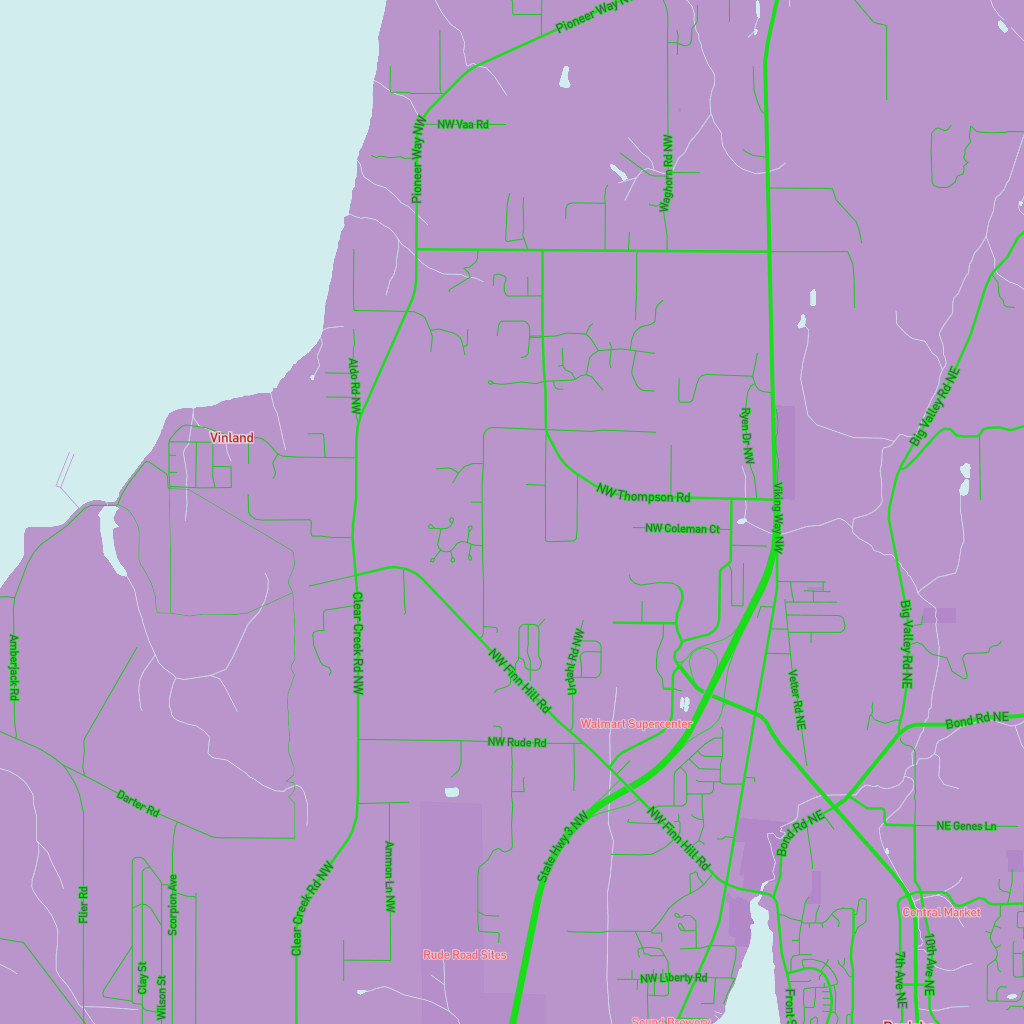 Pioneer Way NW
NW Vaa Rd
Pioneer Way NW
Waghorn Rd NW
Aldo Rd NW
Big Valley Rd NE
Ryen Dr NW
Vinland
NW Thompson Rd
Viking Way NW
NW Coleman Ct
Clear Creek Rd NW
Big Valley Rd NE
Amberjack Rd
Urdahl Rd NW
NW Finn Hill Rd
Vetter Rd NE
Walmart Supercenter
Bond Rd NE
NW Rude Rd
Darter Rd
State Hwy 3 NW
NW Finn Hill Rd
Bond Rd NE
NE Genes Ln
Ammon Ln NW
Clear Creek Rd NW
Flier Rd
Scorpion Ave
Central Market
Rude Road Sites
10th Ave NE
7th Ave NE
Clay St
Wilson St
NW Liberty Rd
Front S
Sound Brewery